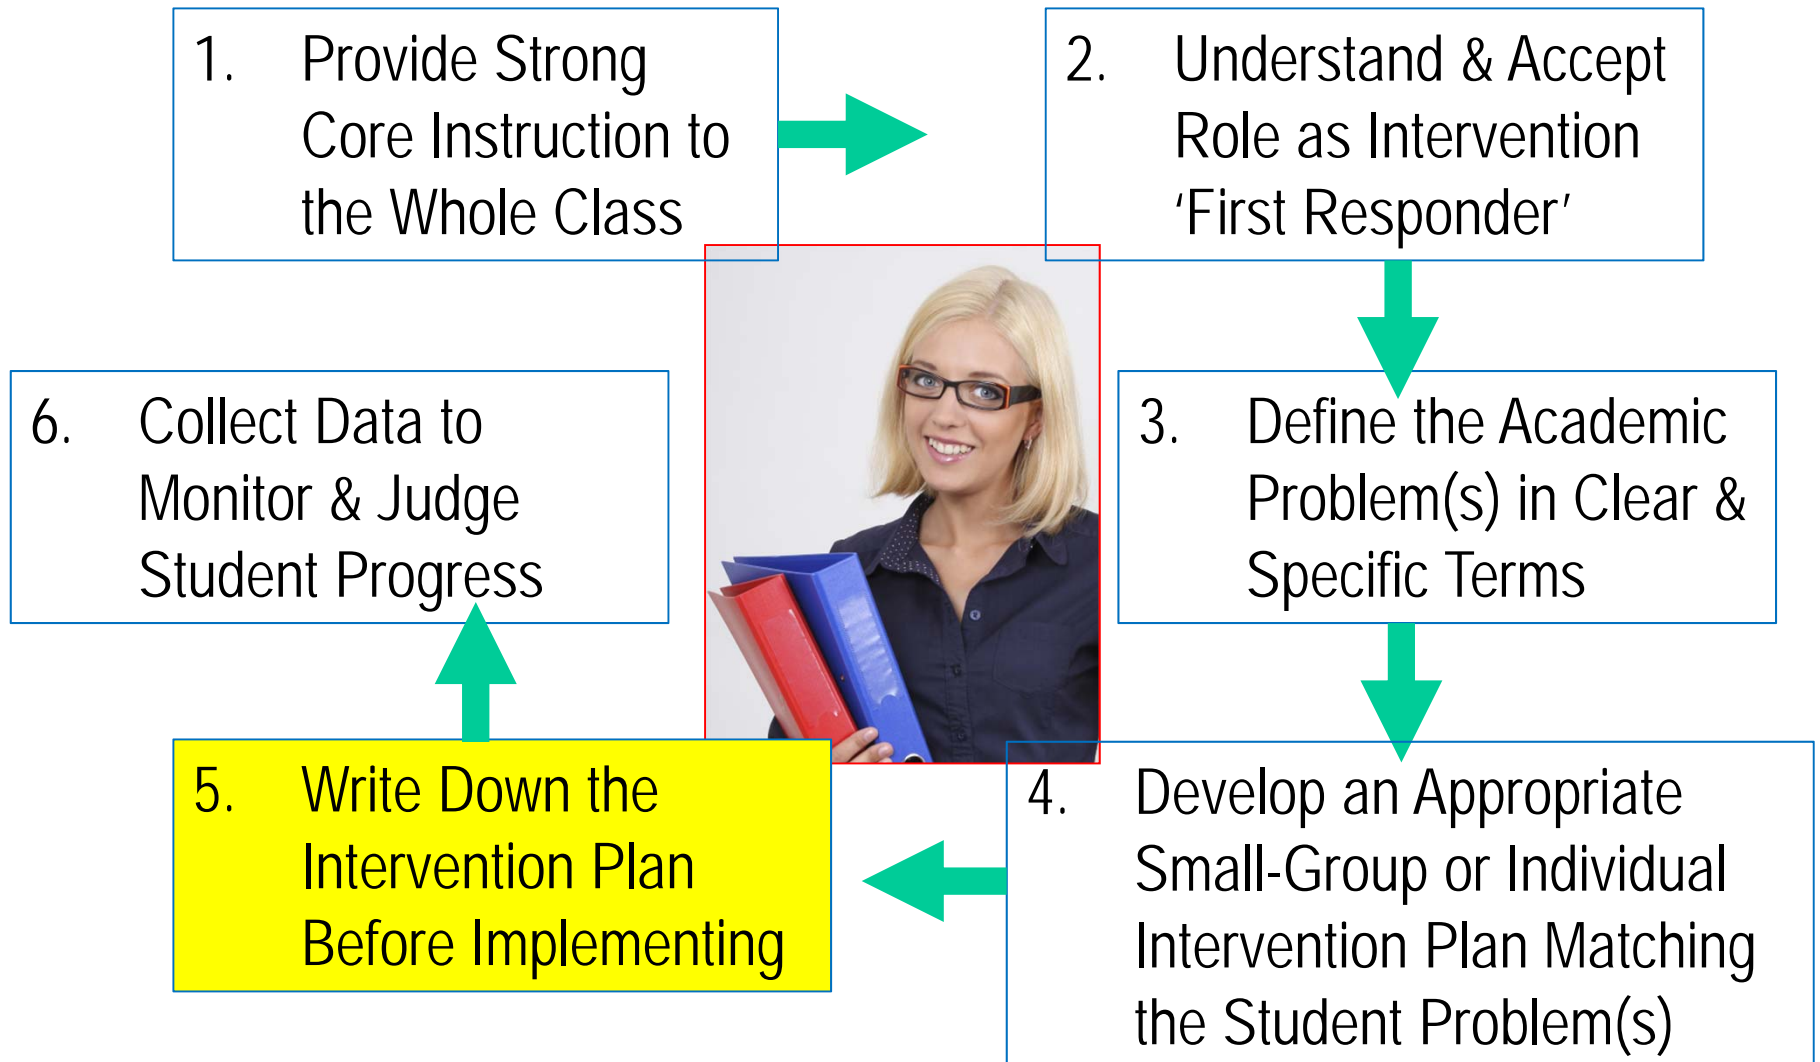 1. Provide Strong
Core Instruction to
the Whole Class
2. Understand & Accept
Role as Intervention
‘First Responder’
3. Define the Academic
Problem(s) in Clear &
Specific Terms
4. Develop an Appropriate
Small-Group or Individual
Intervention Plan Matching
the Student Problem(s)
5. Write Down the
Intervention Plan
Before Implementing
6. Collect Data to
Monitor & Judge
Student Progress